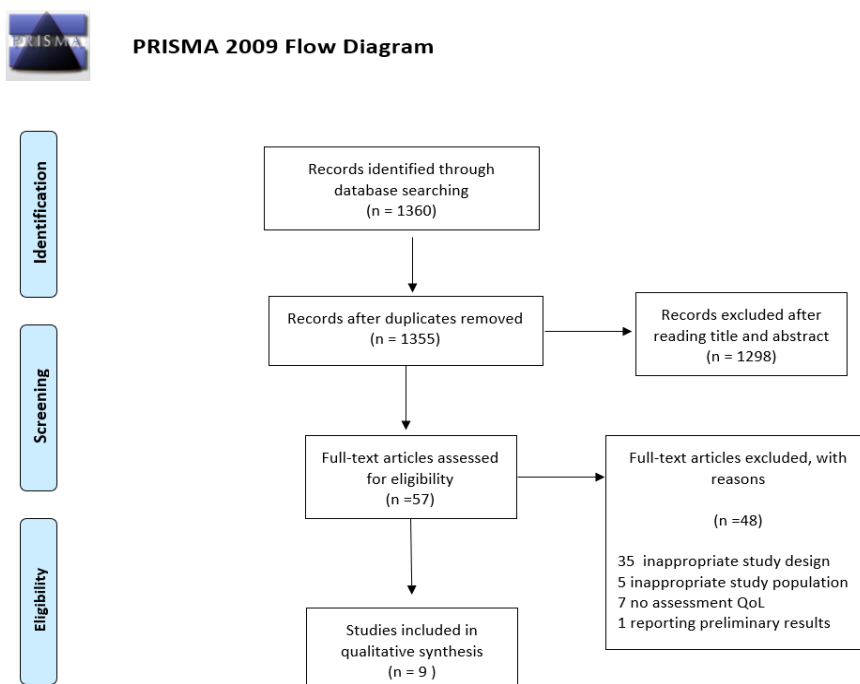 PRISMA
PRISMA 2009 Flow Diagram
Identification
Records identified through
database searching
(n = 1360)
Records after duplicates removed
(n = 1355)
Records excluded after
reading title and abstract
(n = 1298)
Screening
Full-text articles assessed
for eligibility
(n =57)
Full-text articles excluded, with
reasons
(n =48)
35 inappropriate study design
5 inappropriate study population
7 no assessment QoL
1 reporting preliminary results
Eligibility
Studies included in
qualitative synthesis
(n = 9 )